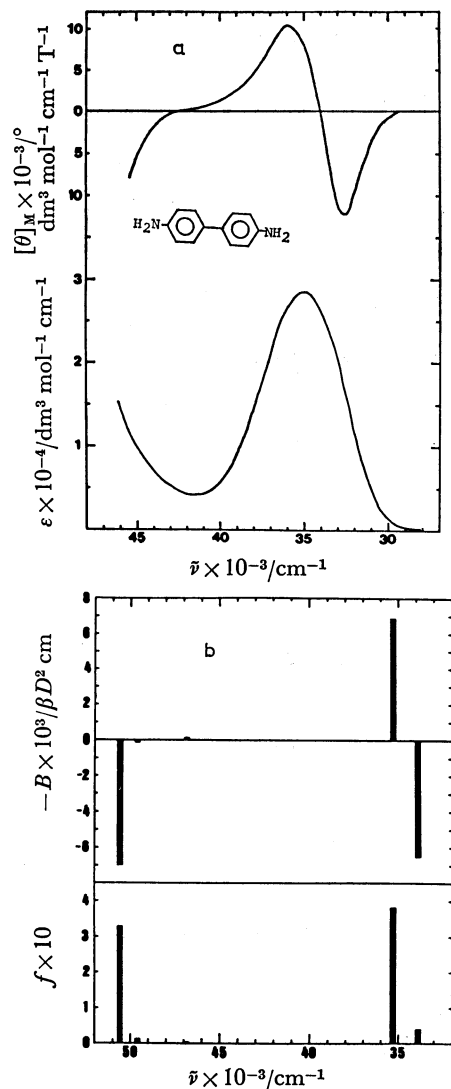 a
10
5
0
5
10
[θ]M × 10⁻³/°
dm³ mol⁻¹ cm⁻¹ T⁻¹
H₂N
NH₂
3
2
1
ε × 10⁻⁴/dm³ mol⁻¹ cm⁻¹
45 40 35 30
ν̃ × 10⁻³/cm⁻¹
b
8
6
4
2
0
-2
-4
-6
−B × 10³/βD² cm
4
3
2
1
0
f × 10
50 45 40 35
ν̃ × 10⁻³/cm⁻¹